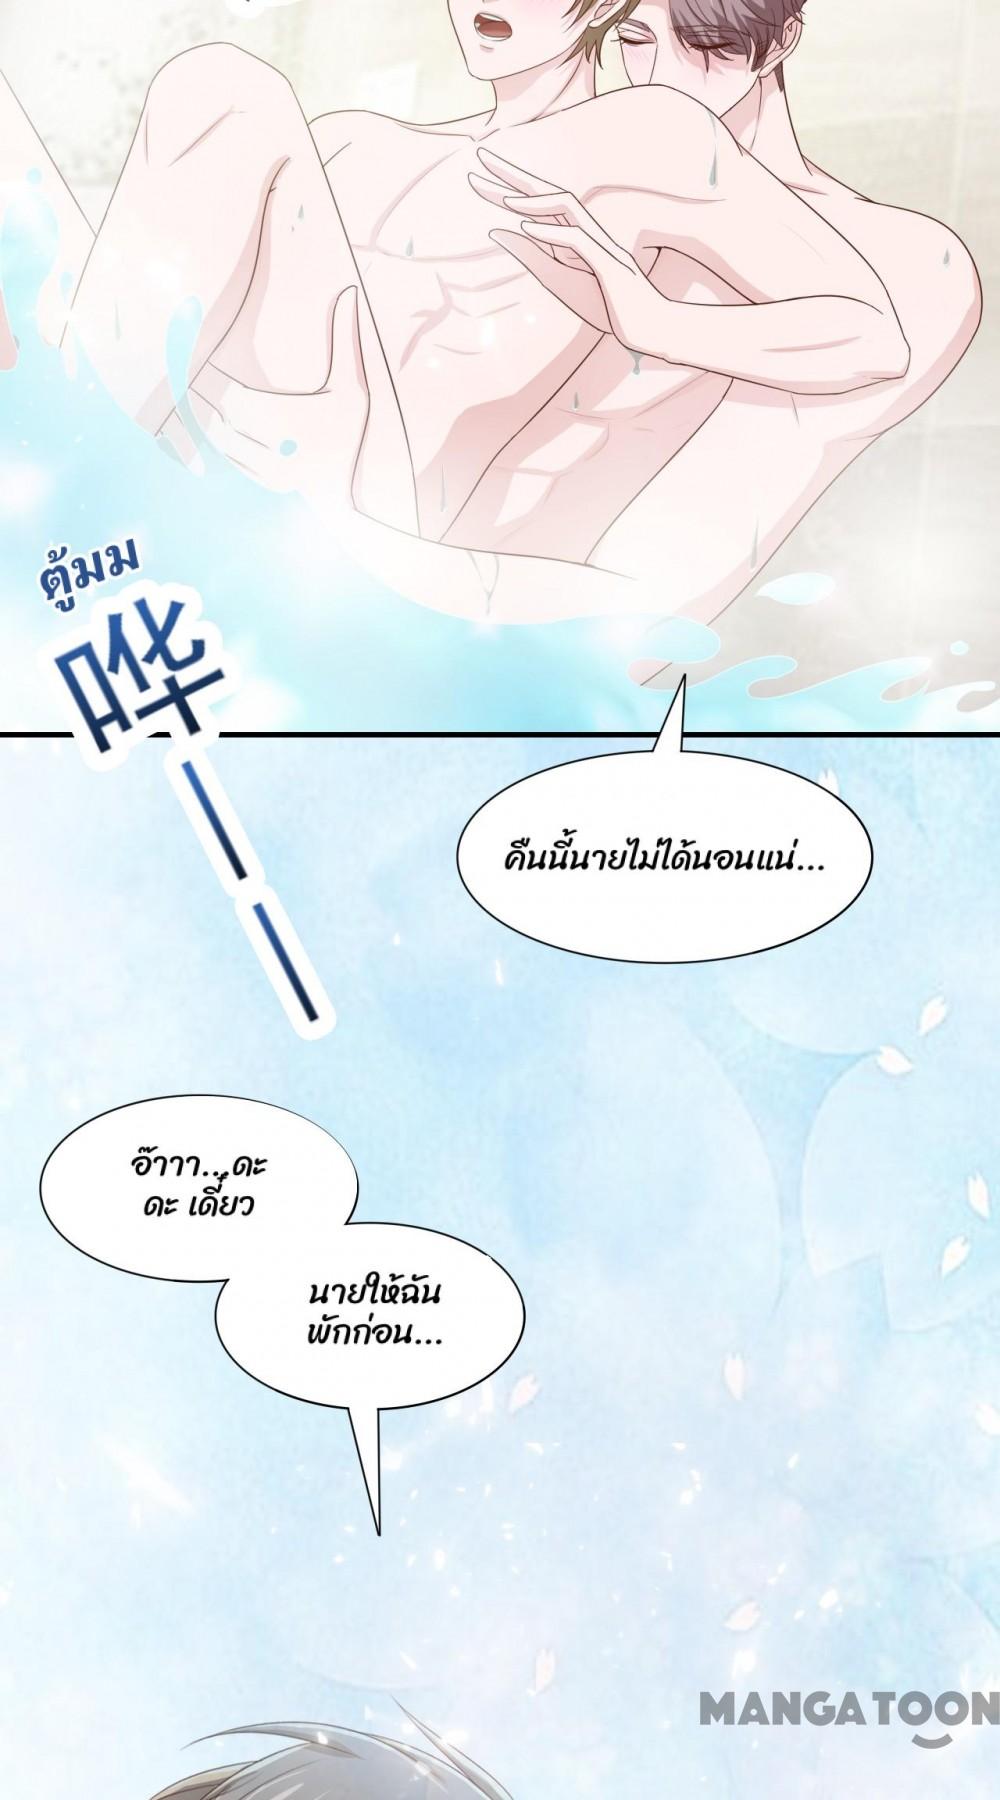 ตู้มม
哗——
คืนนี้นายไม่ได้นอนแน่...
อ๊าาา...ดะ
ดะ เดี๋ยว
นายให้ฉัน
พักก่อน...
MANGATOON